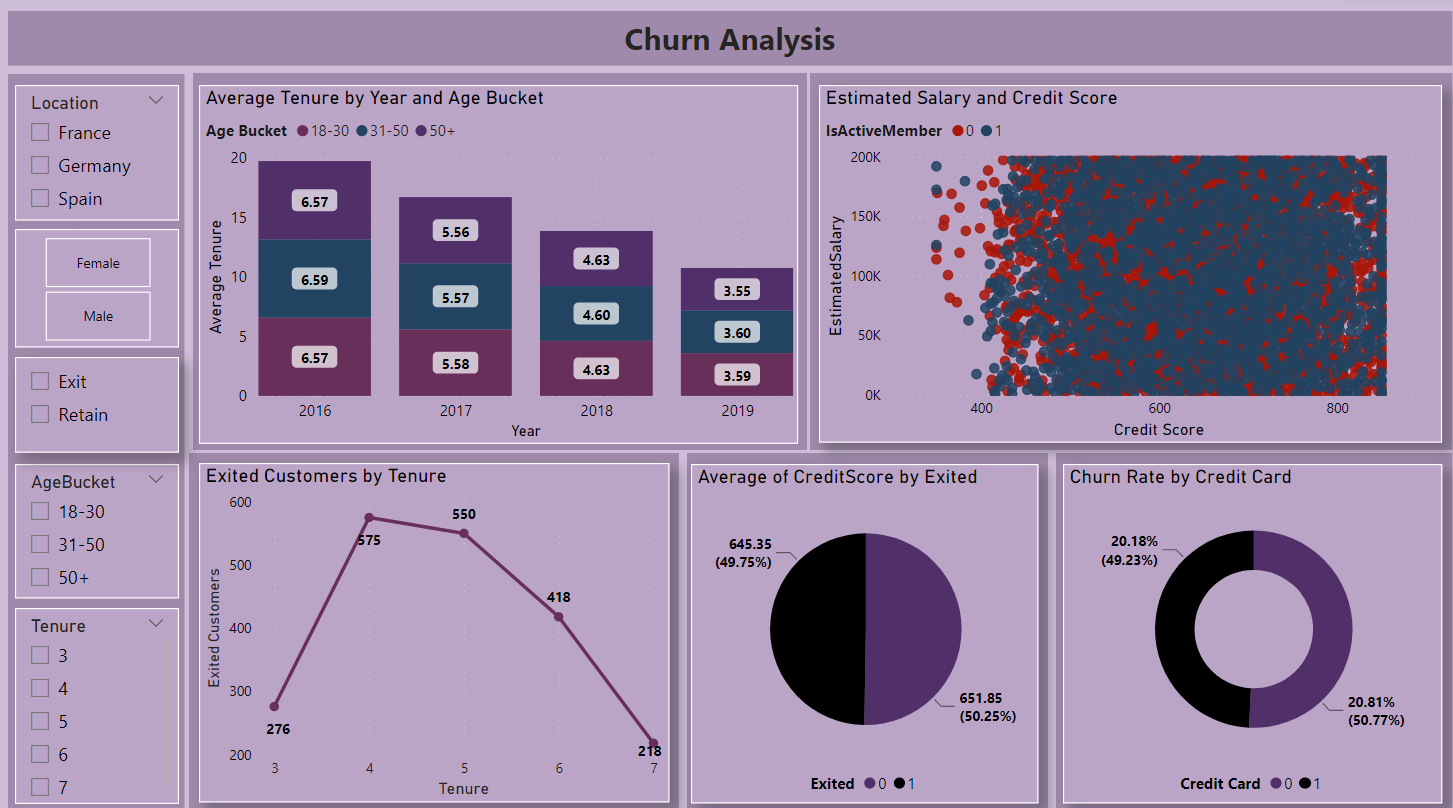 Churn Analysis
Location
France
Germany
Spain
Female
Male
Exit
Retain
AgeBucket
18-30
31-50
50+
Tenure
3
4
5
6
7
Average Tenure by Year and Age Bucket
Age Bucket 18-30 31-50 50+
Average Tenure
20
15
10
5
0
6.57
6.59
6.57
5.56
5.57
5.58
4.63
4.60
4.63
3.55
3.60
3.59
2016 2017 2018 2019
Year
Estimated Salary and Credit Score
IsActiveMember 0 1
EstimatedSalary
200K
150K
100K
50K
0K
400 600 800
Credit Score
Exited Customers by Tenure
Exited Customers
600
500
400
300
200
276
575
550
418
218
3 4 5 6 7
Tenure
Average of CreditScore by Exited
645.35
(49.75%)
651.85
(50.25%)
Exited 0 1
Churn Rate by Credit Card
20.18%
(49.23%)
20.81%
(50.77%)
Credit Card 0 1